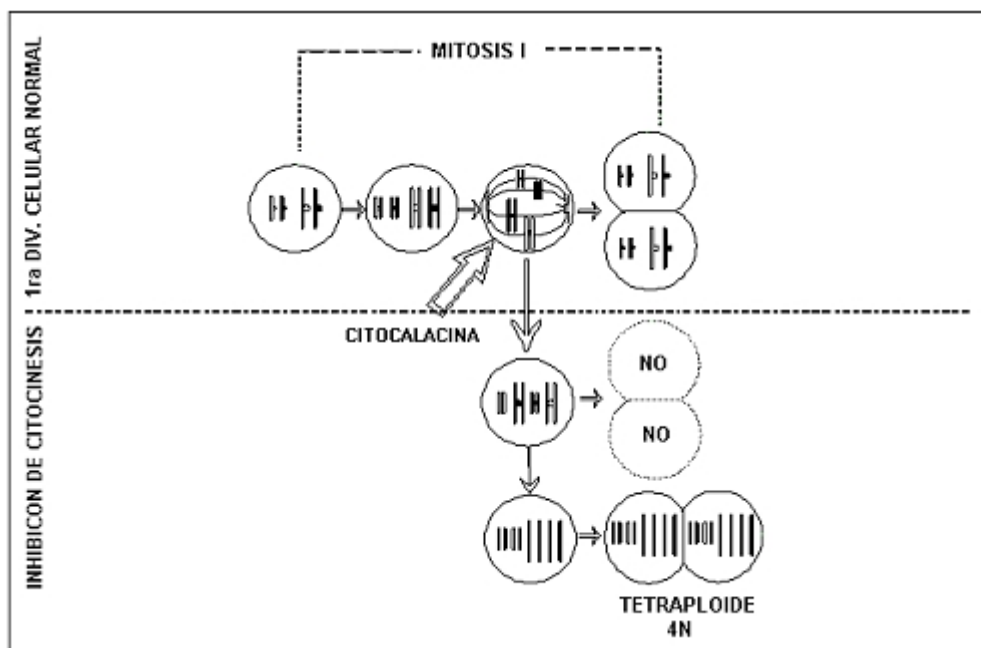 1ra DIV. CELULAR NORMAL
MITOSIS I
CITOCALACINA
INHIBICON DE CITOCINESIS
NO
NO
TETRAPLOIDE
4N